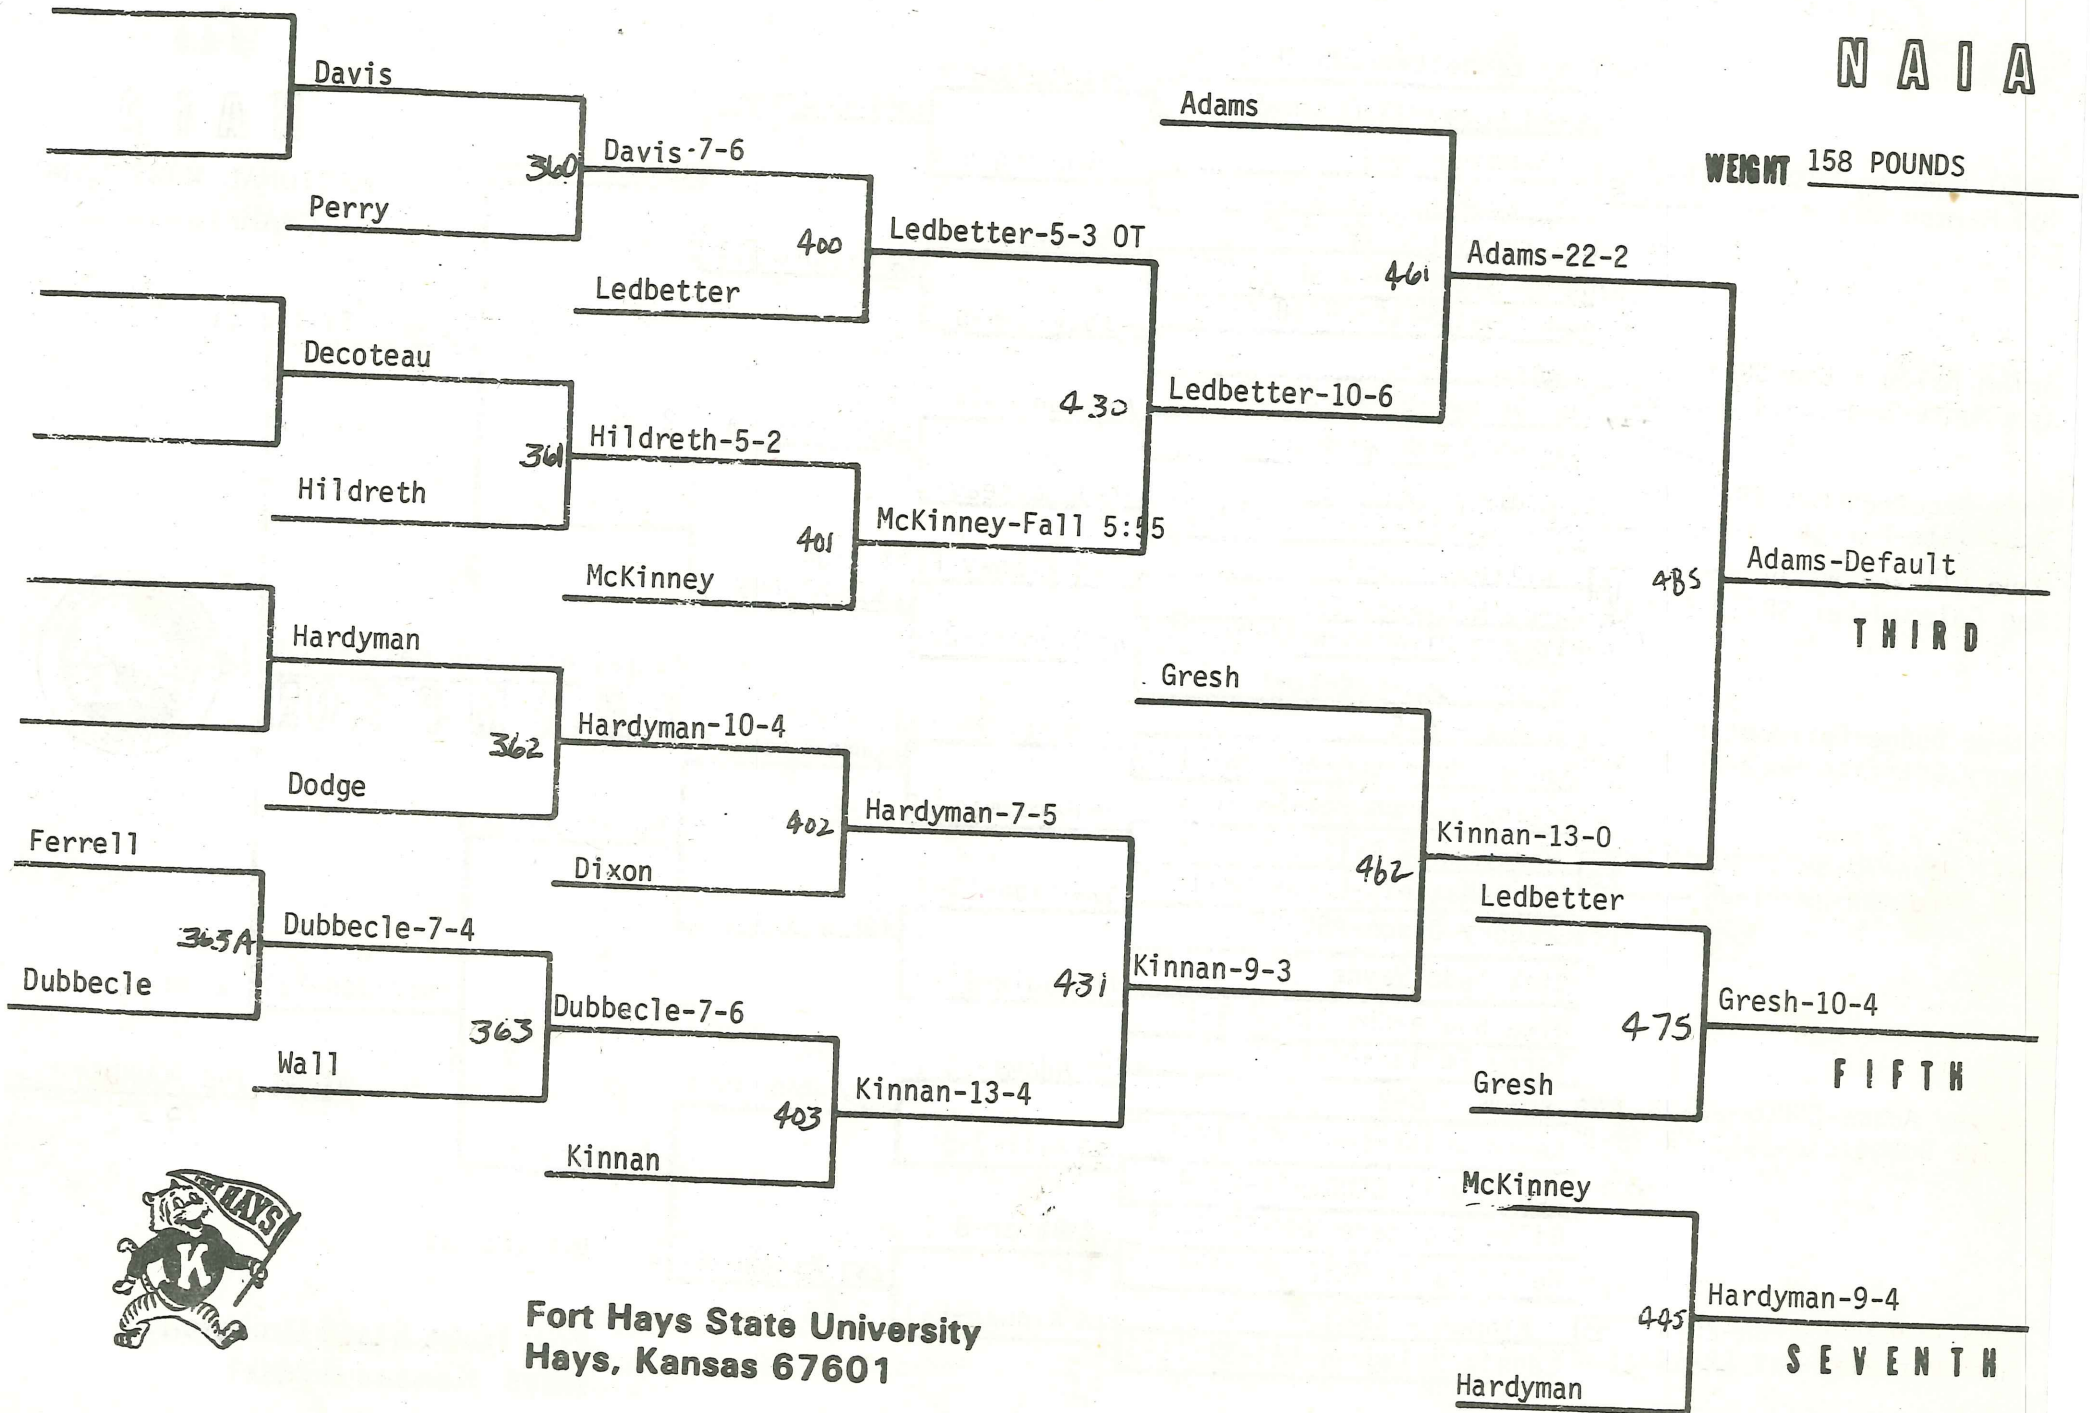 NAIA
WEIGHT 158 POUNDS
Davis
360
Perry
Davis-7-6
400
Ledbetter
Ledbetter-5-3 OT
Decoteau
361
Hildreth
Hildreth-5-2
401
McKinney
McKinney-Fall 5:55
430
Ledbetter-10-6
Adams
461
Adams-22-2
Hardyman
362
Dodge
Hardyman-10-4
402
Dixon
Hardyman-7-5
Ferrell
363A
Dubbecle
Dubbecle-7-4
363
Wall
Dubbecle-7-6
403
Kinnan
Kinnan-13-4
431
Kinnan-9-3
Gresh
462
Kinnan-13-0
485
Adams-Default
THIRD
Ledbetter
475
Gresh
Gresh-10-4
FIFTH
McKinney
445
Hardyman
Hardyman-9-4
SEVENTH
HAYS
K
Fort Hays State University
Hays, Kansas 67601